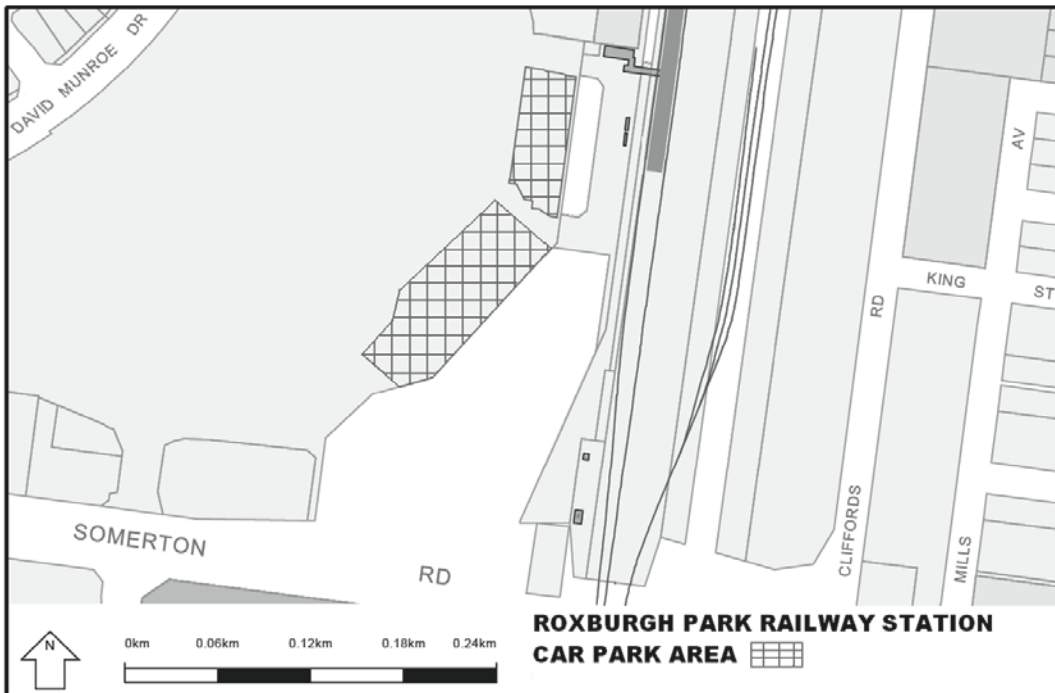 DAVID MUNROE DR
AV
KING ST
RD
CLIFFORDS
MILLS
SOMERTON
RD
N
0km 0.06km 0.12km 0.18km 0.24km
ROXBURGH PARK RAILWAY STATION
CAR PARK AREA